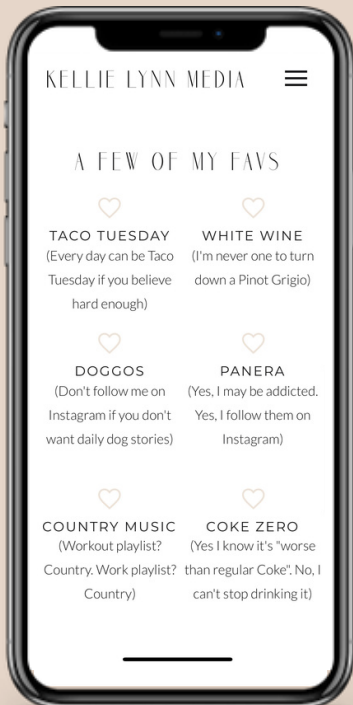 KELLIE LYNN MEDIA
A FEW OF MY FAVS
TACO TUESDAY
(Every day can be Taco
Tuesday if you believe
hard enough)
WHITE WINE
(I'm never one to turn
down a Pinot Grigio)
DOGGOS
(Don't follow me on
Instagram if you don't
want daily dog stories)
PANERA
(Yes, I may be addicted.
Yes, I follow them on
Instagram)
COUNTRY MUSIC
(Workout playlist?
Country. Work playlist?
Country)
COKE ZERO
(Yes I know it's "worse
than regular Coke". No, I
can't stop drinking it)